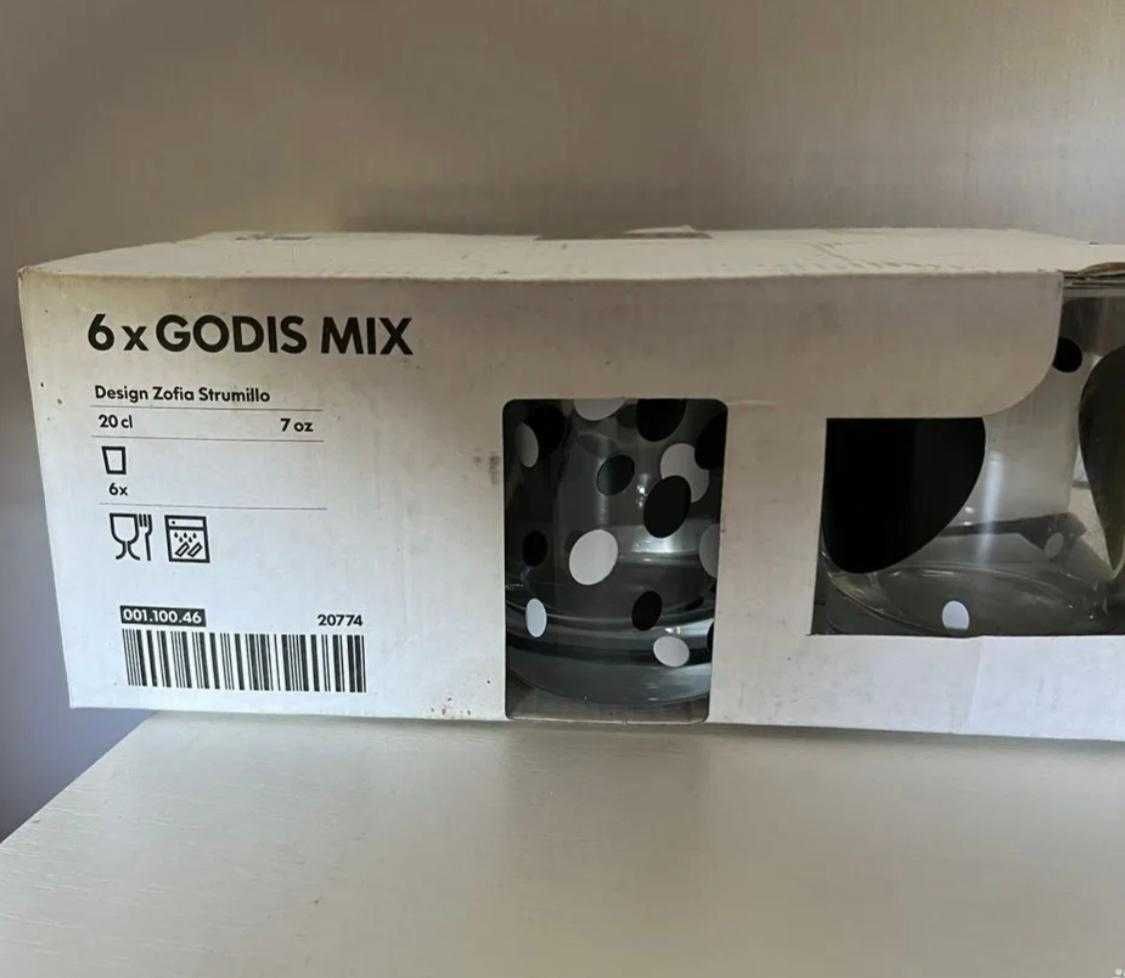 6 x GODIS MIX
Design Zofia Strumillo
20 cl 7 oz
6x
001.100.46 20774